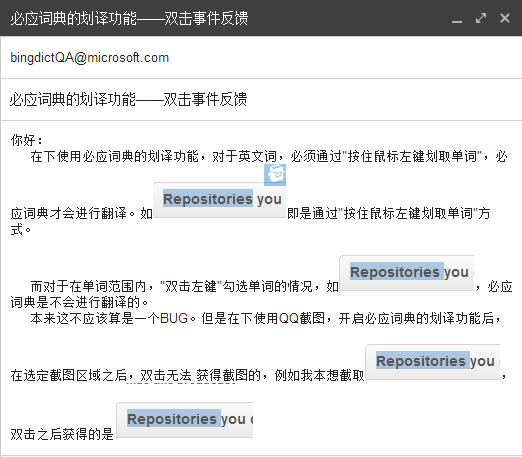 必应词典的划译功能——双击事件反馈
bingdictQA@microsoft.com
必应词典的划译功能——双击事件反馈
你好：
在下使用必应词典的划译功能，对于英文词，必须通过"按住鼠标左键划取单词"，必
应词典才会进行翻译。如 Repositories you 即是通过"按住鼠标左键划取单词"方
式。
而对于在单词范围内，"双击左键"勾选单词的情况，如 Repositories you ，必应
词典是不会进行翻译的。
本来这不应该算是一个BUG。但是在下使用QQ截图，开启必应词典的划译功能后，
在选定截图区域之后，双击无法 获得截图的，例如我本想截取 Repositories you ，
双击之后获得的是 Repositories you